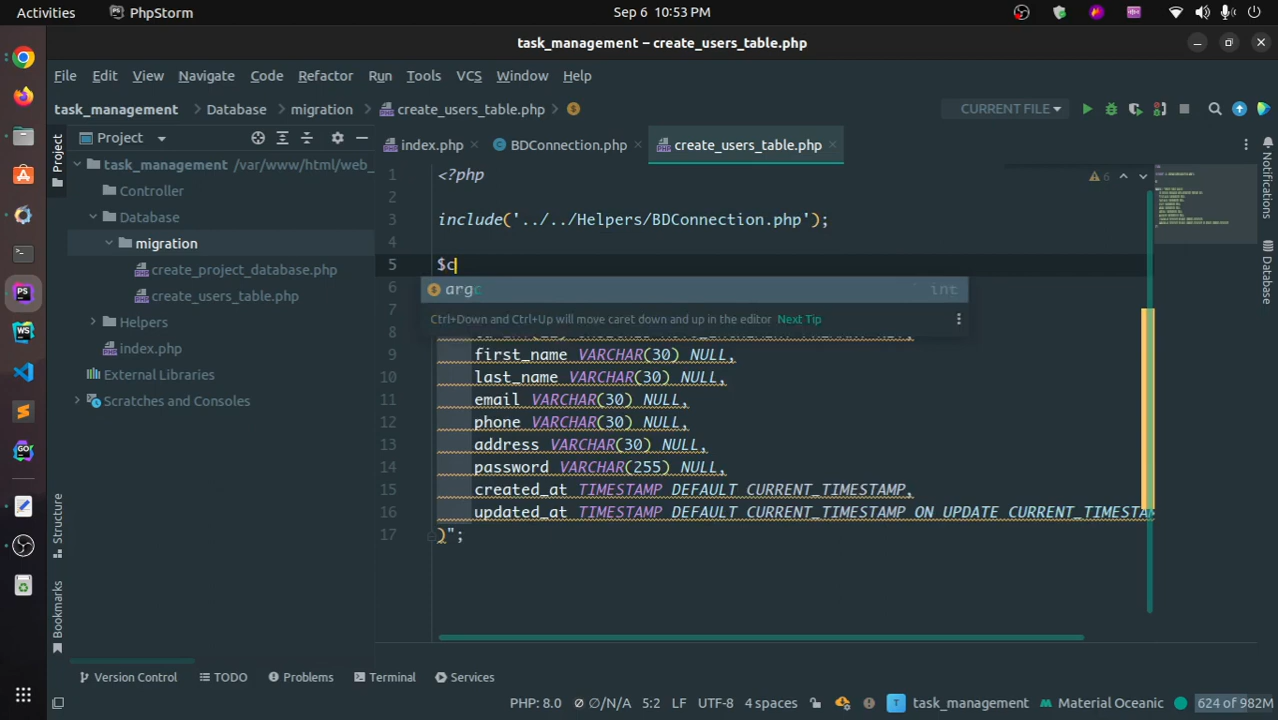 Activities
PhpStorm
Sep 6 10:53 PM
task_management – create_users_table.php
File Edit View Navigate Code Refactor Run Tools VCS Window Help
task_management Database migration create_users_table.php
CURRENT FILE
Project
index.php
BDConnection.php
create_users_table.php
task_management /var/www/html/web_
Controller
Database
migration
create_project_database.php
create_users_table.php
Helpers
index.php
External Libraries
Scratches and Consoles
6
1 <?php
2
3 include('../../Helpers/BDConnection.php');
4
5 $c
6
argc int
7
Ctrl+Down and Ctrl+Up will move caret down and up in the editor Next Tip
8
9 first_name VARCHAR(30) NULL,
10 last_name VARCHAR(30) NULL,
11 email VARCHAR(30) NULL,
12 phone VARCHAR(30) NULL,
13 address VARCHAR(30) NULL,
14 password VARCHAR(255) NULL,
15 created_at TIMESTAMP DEFAULT CURRENT_TIMESTAMP,
16 updated_at TIMESTAMP DEFAULT CURRENT_TIMESTAMP ON UPDATE CURRENT_TIMESTAM
17 )";
Project
Structure
Bookmarks
Notifications
Database
Version Control TODO Problems Terminal Services
PHP: 8.0 ∅/N/A 5:2 LF UTF-8 4 spaces task_management Material Oceanic 624 of 982M